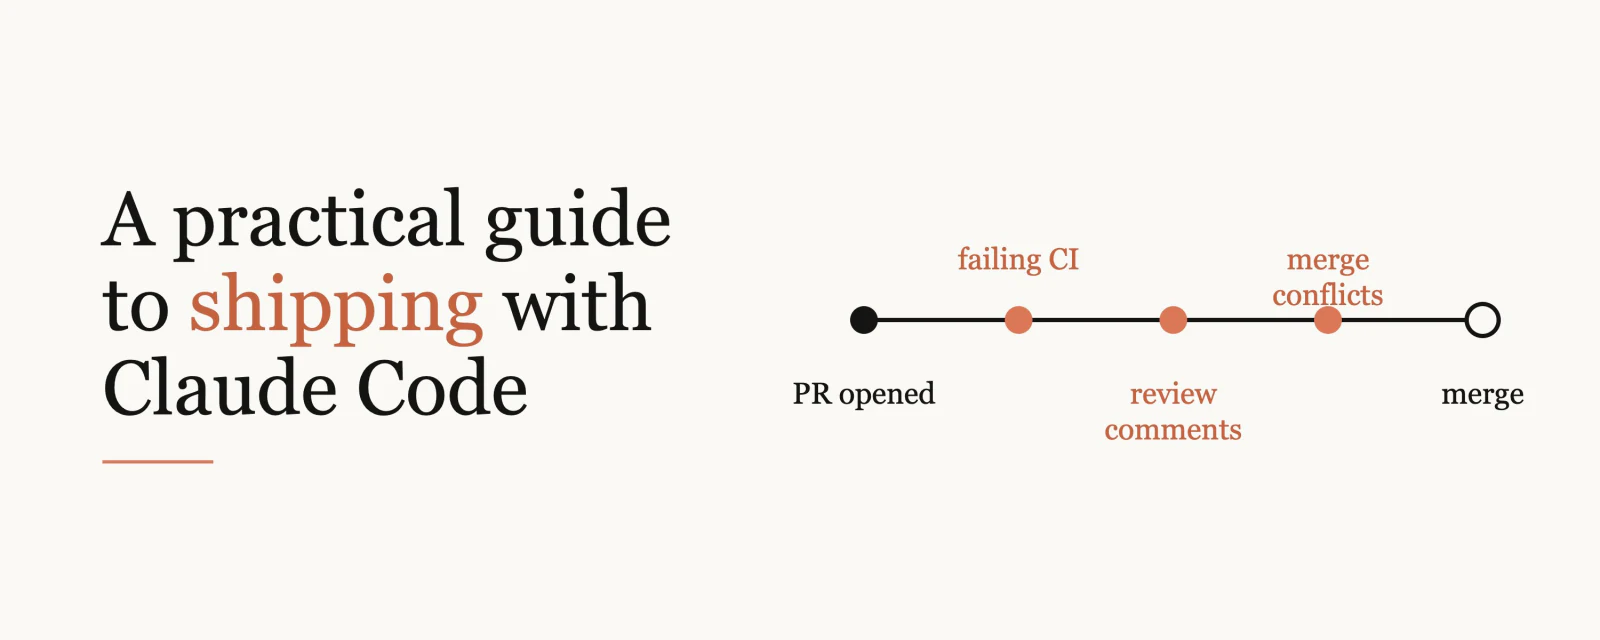 A practical guide
to shipping with
Claude Code
failing CI
merge
conflicts
PR opened
review
comments
merge